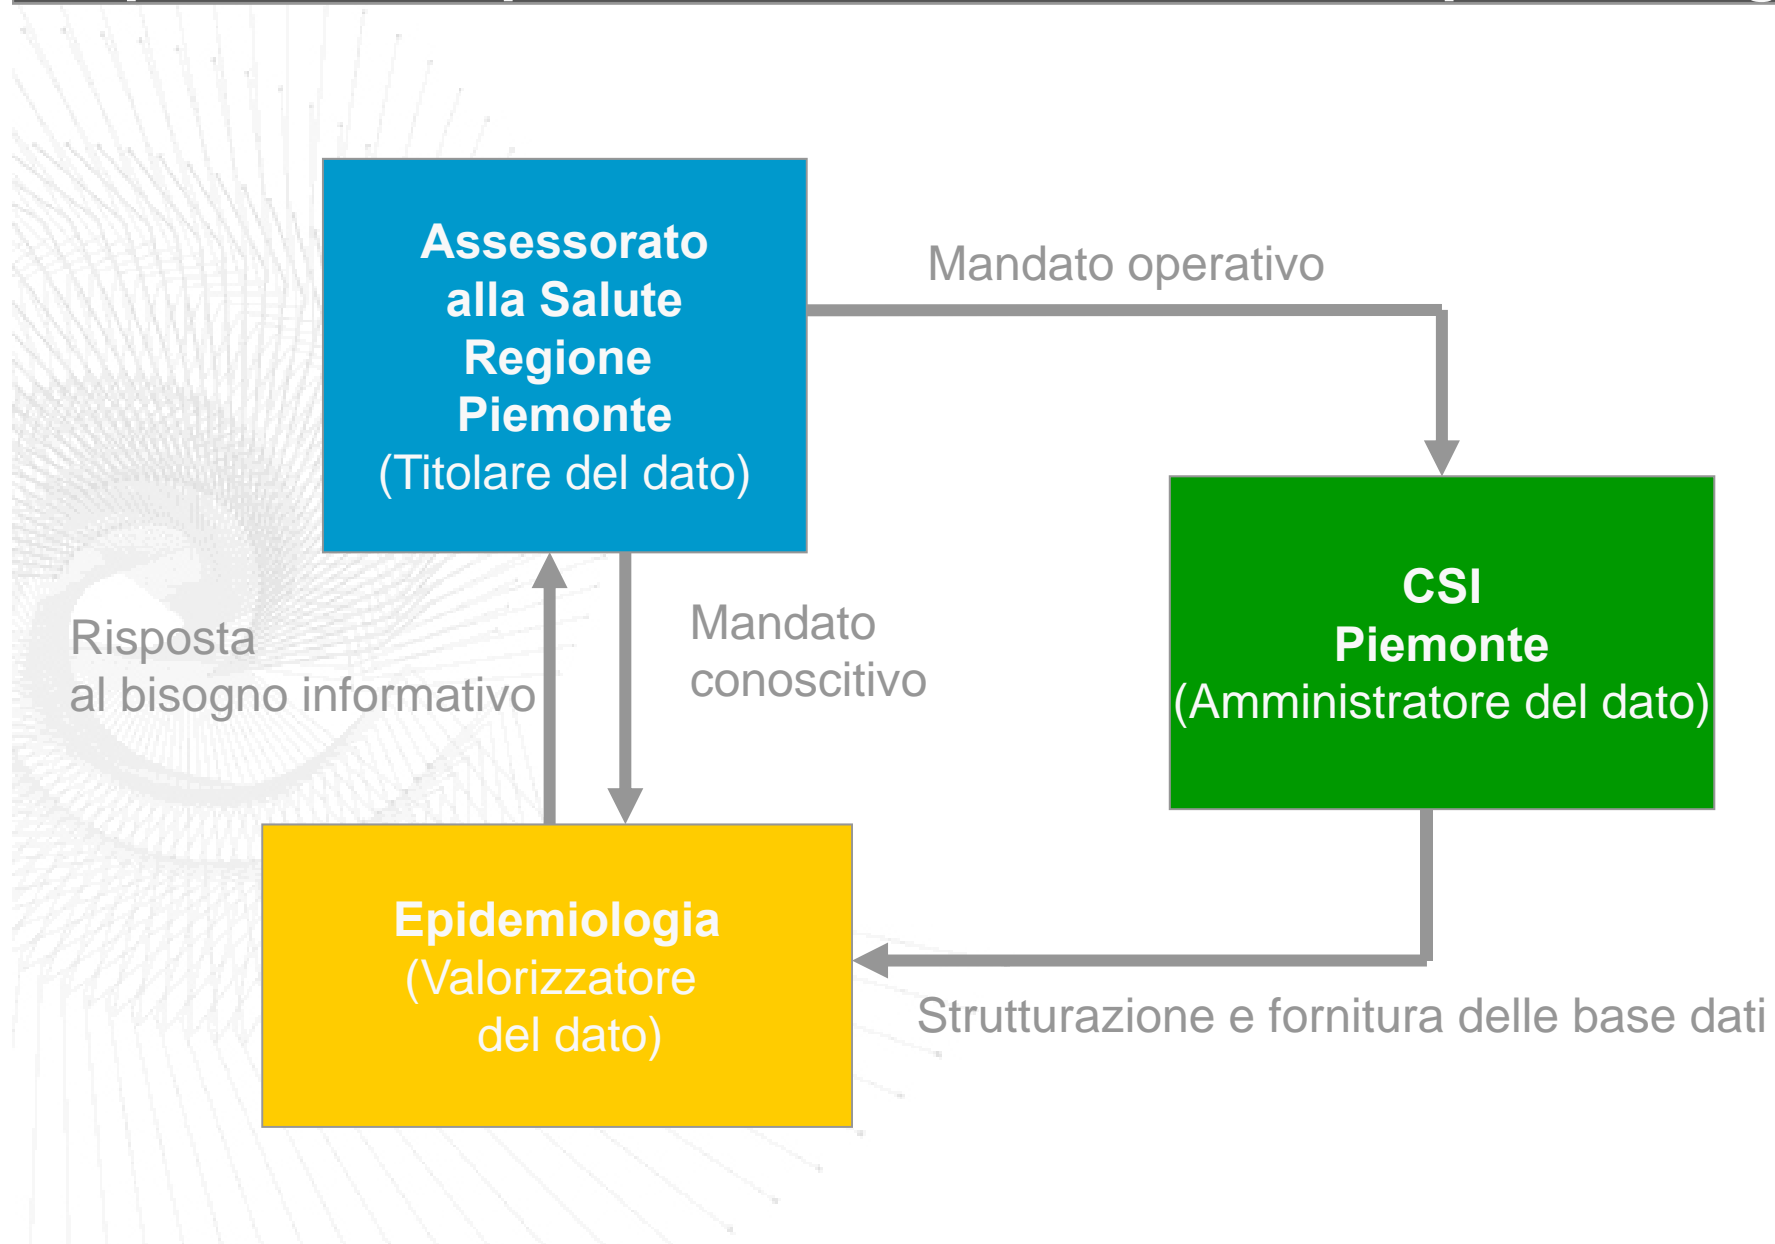 Assessorato
alla Salute
Regione
Piemonte
(Titolare del dato)
Mandato operativo
CSI
Piemonte
(Amministratore del dato)
Risposta
al bisogno informativo
Mandato
conoscitivo
Epidemiologia
(Valorizzatore
del dato)
Strutturazione e fornitura delle base dati